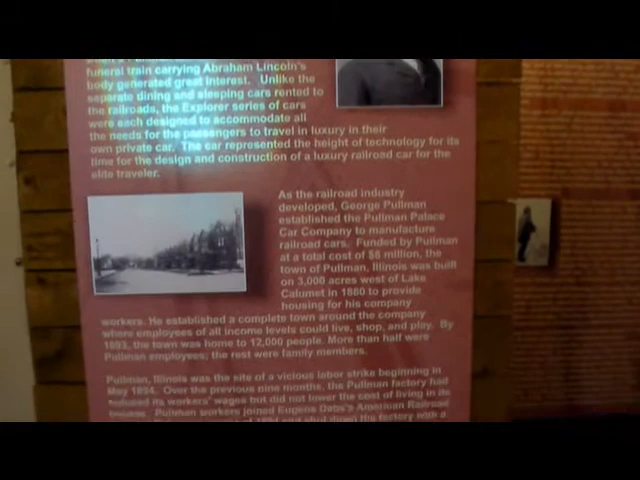 funeral train carrying Abraham Lincoln's
body generated great interest. Unlike the
separate dining and sleeping cars rented to
the railroads, the Explorer series of cars
were each designed to accommodate all
the needs for the passengers to travel in luxury in their
own private car. The car represented the height of technology for its
time for the design and construction of a luxury railroad car for the
elite traveler.
As the railroad industry
developed, George Pullman
established the Pullman Palace
Car Company to manufacture
railroad cars. Funded by Pullman
at a total cost of $8 million, the
town of Pullman, Illinois was built
on 3,000 acres west of Lake
Calumet in 1880 to provide
housing for his company
workers. He established a complete town around the company
where employees of all income levels could live, shop, and play. By
1893, the town was home to 12,000 people. More than half were
Pullman employees; the rest were family members.
Pullman, Illinois was the site of a vicious labor strike beginning in
May 1894. Over the previous nine months, the Pullman factory had
reduced its workers' wages but did not lower the cost of living in its
houses. Pullman workers joined Eugene Debs's American Railroad
of 1894 and shut down the factory with a